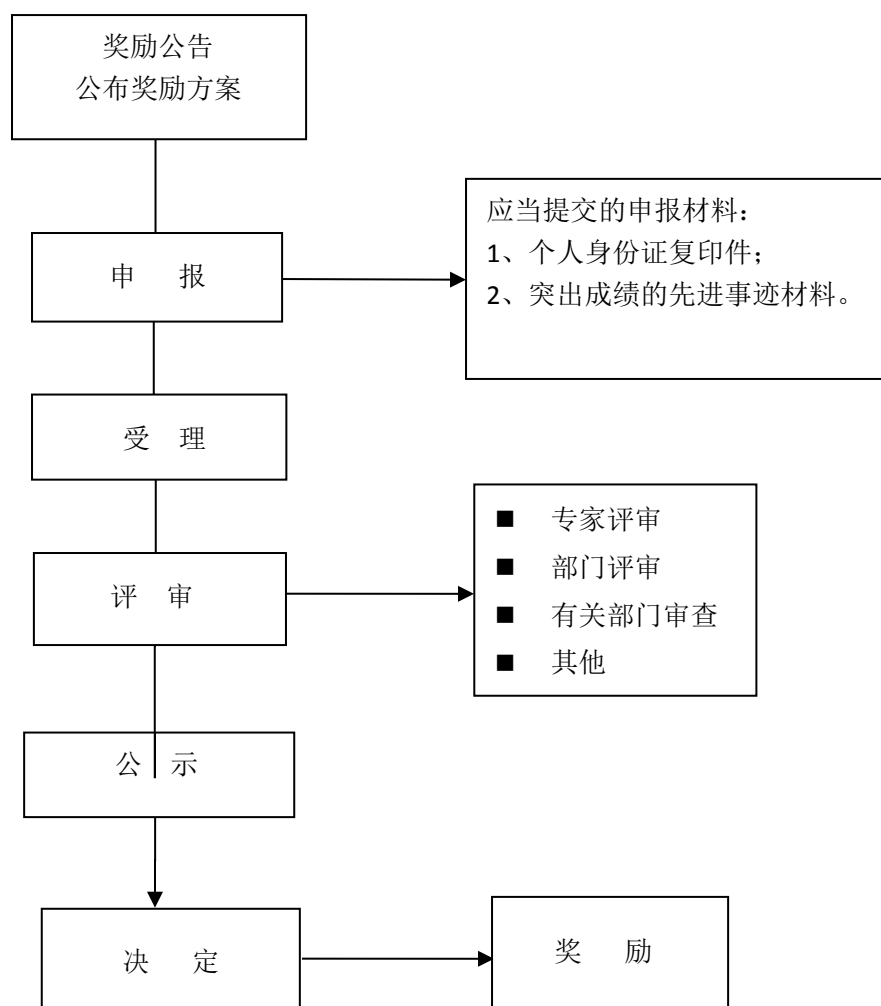 奖励公告
公布奖励方案
应当提交的申报材料：
1、个人身份证复印件；
2、突出成绩的先进事迹材料。
申 报
受 理
■ 专家评审
■ 部门评审
■ 有关部门审查
■ 其他
评 审
公 示
决 定
奖 励